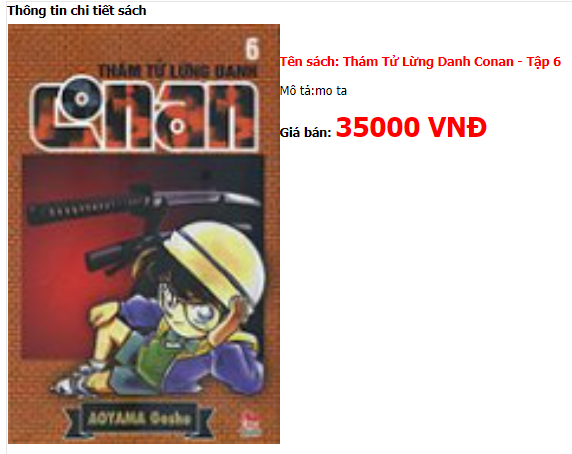 Thông tin chi tiết sách
6
THÁM TỬ LỪNG DANH
Conan
AOYAMA Gosho
Tên sách: Thám Tử Lừng Danh Conan - Tập 6
Mô tả:mo ta
Giá bán: 35000 VNĐ